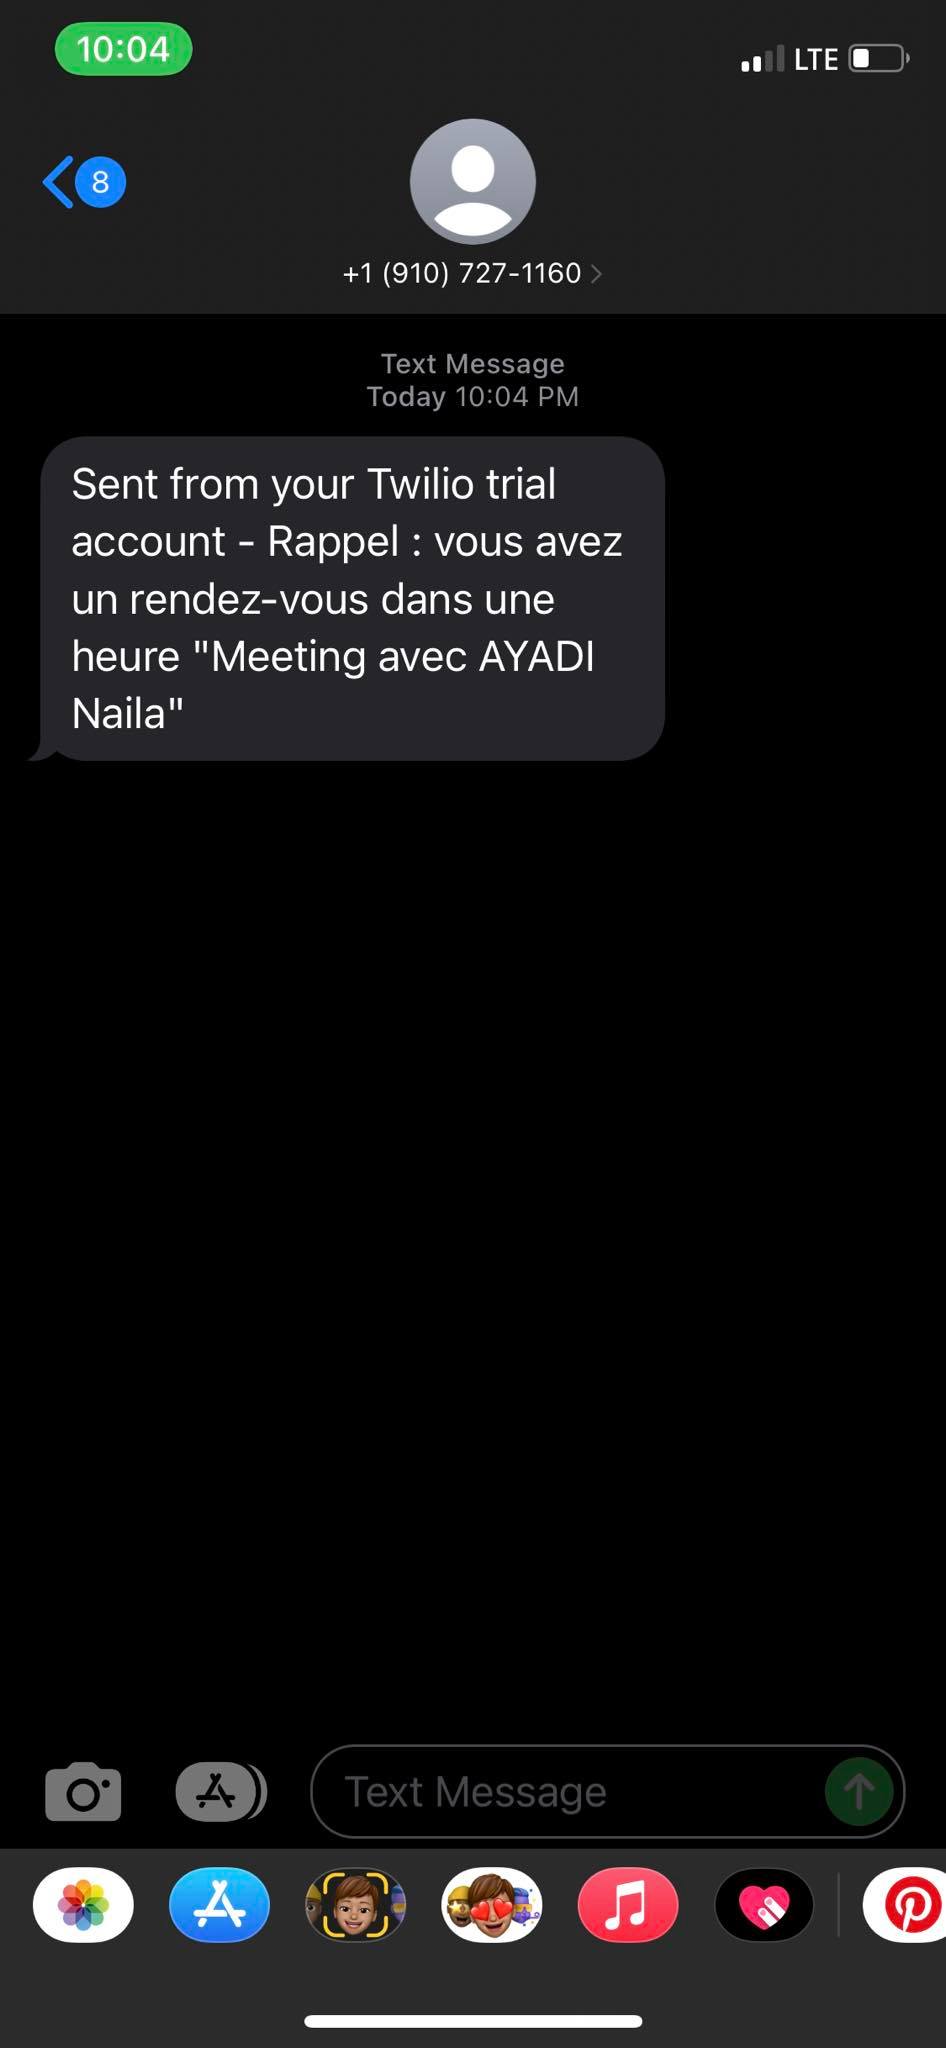 10:04
LTE
8
+1 (910) 727-1160
Text Message
Today 10:04 PM
Sent from your Twilio trial
account - Rappel : vous avez
un rendez-vous dans une
heure "Meeting avec AYADI
Naila"
Text Message